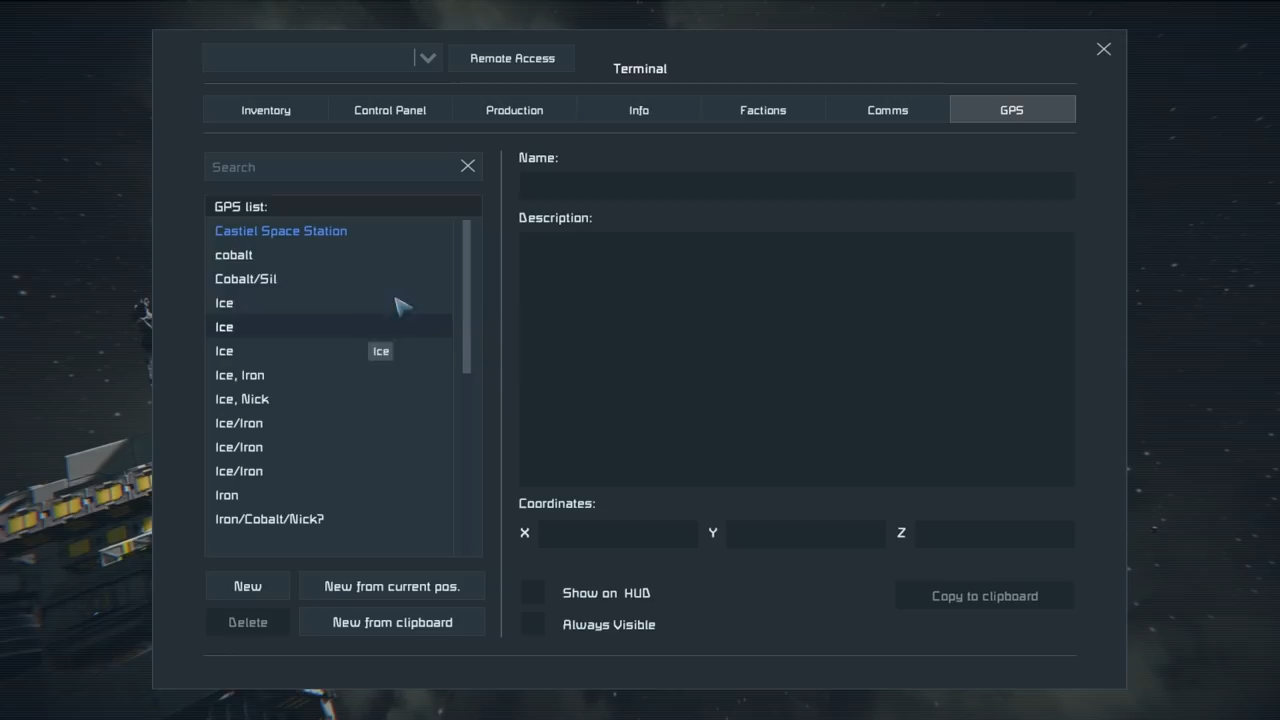 Remote Access
Terminal
Inventory
Control Panel
Production
Info
Factions
Comms
GPS
Search
GPS list:
Castiel Space Station
cobalt
Cobalt/Sil
Ice
Ice
Ice
Ice
Ice, Iron
Ice, Nick
Ice/Iron
Ice/Iron
Ice/Iron
Iron
Iron/Cobalt/Nick?
New
New from current pos.
Delete
New from clipboard
Name:
Description:
Coordinates:
X
Y
Z
Show on HUD
Always Visible
Copy to clipboard